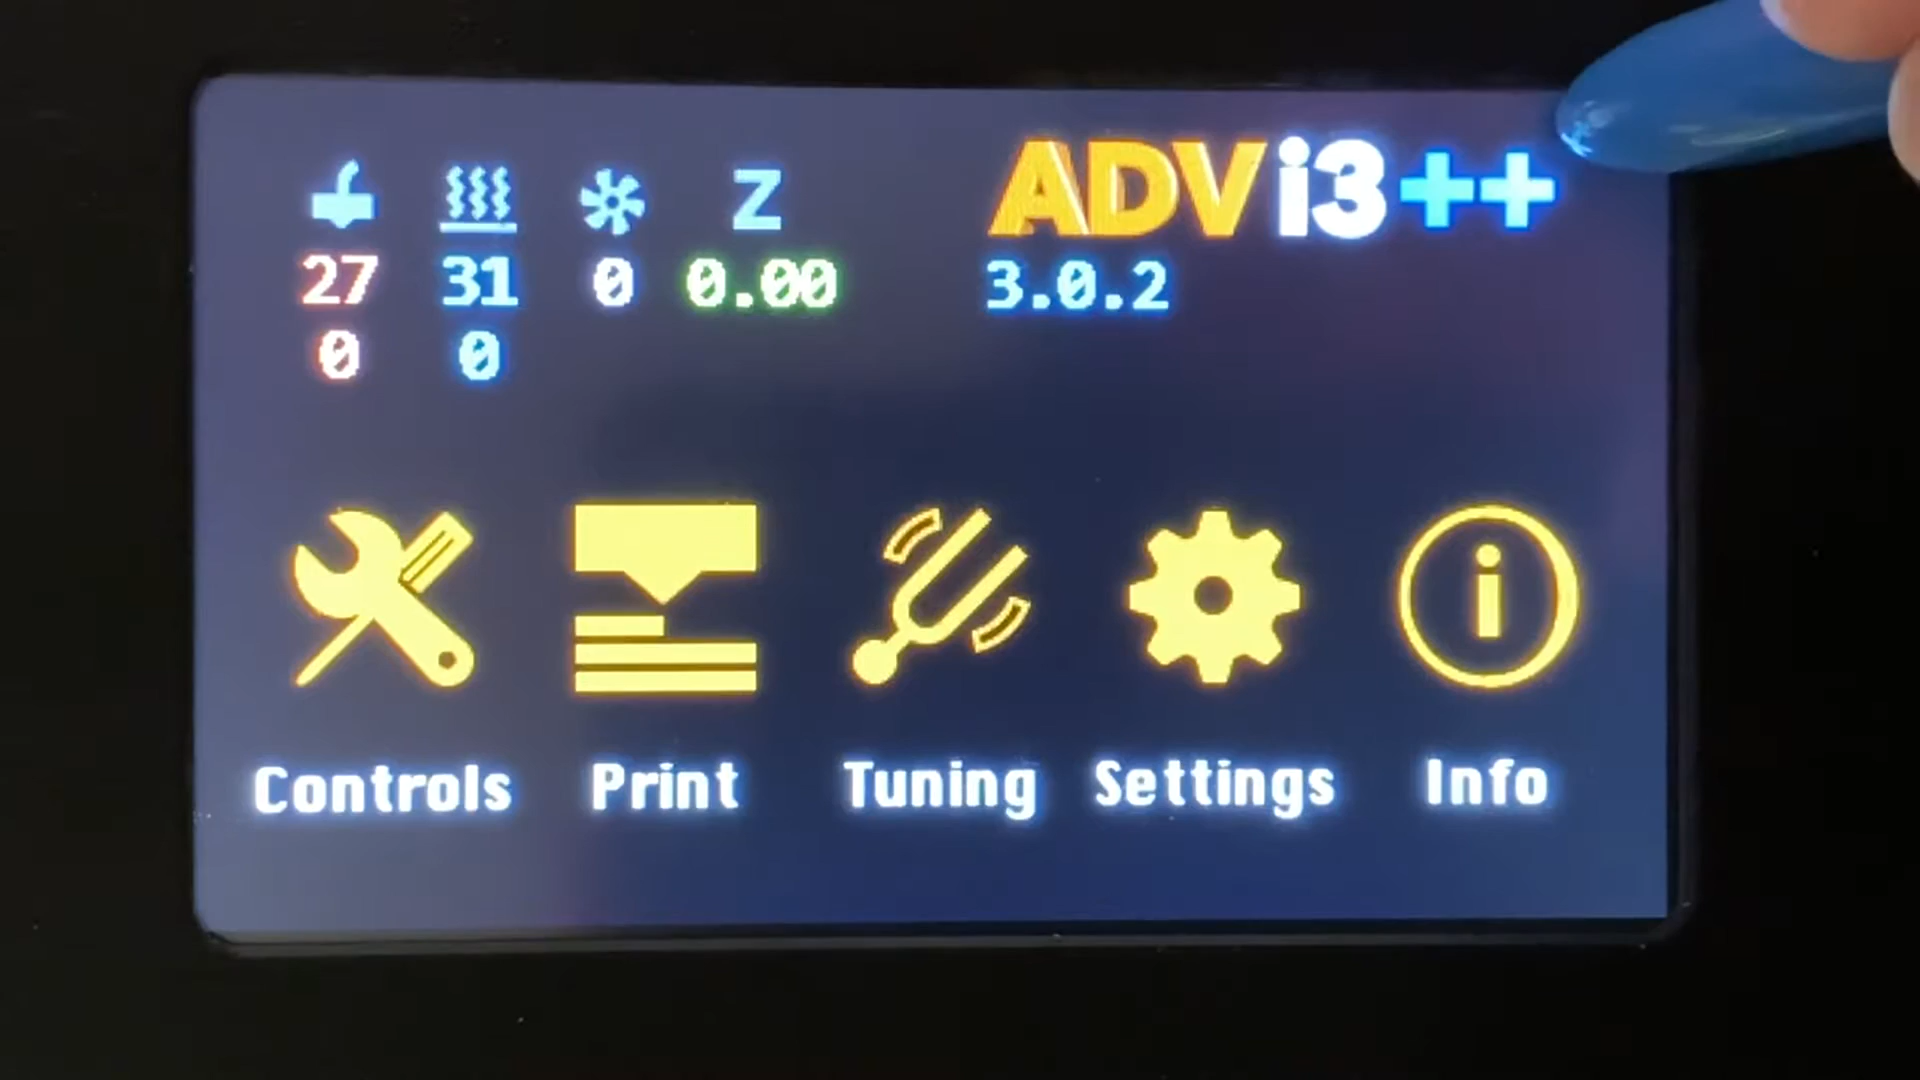 Z
ADVi3++
27 31 0 0.00
3.0.2
0 0
Controls Print Tuning Settings Info